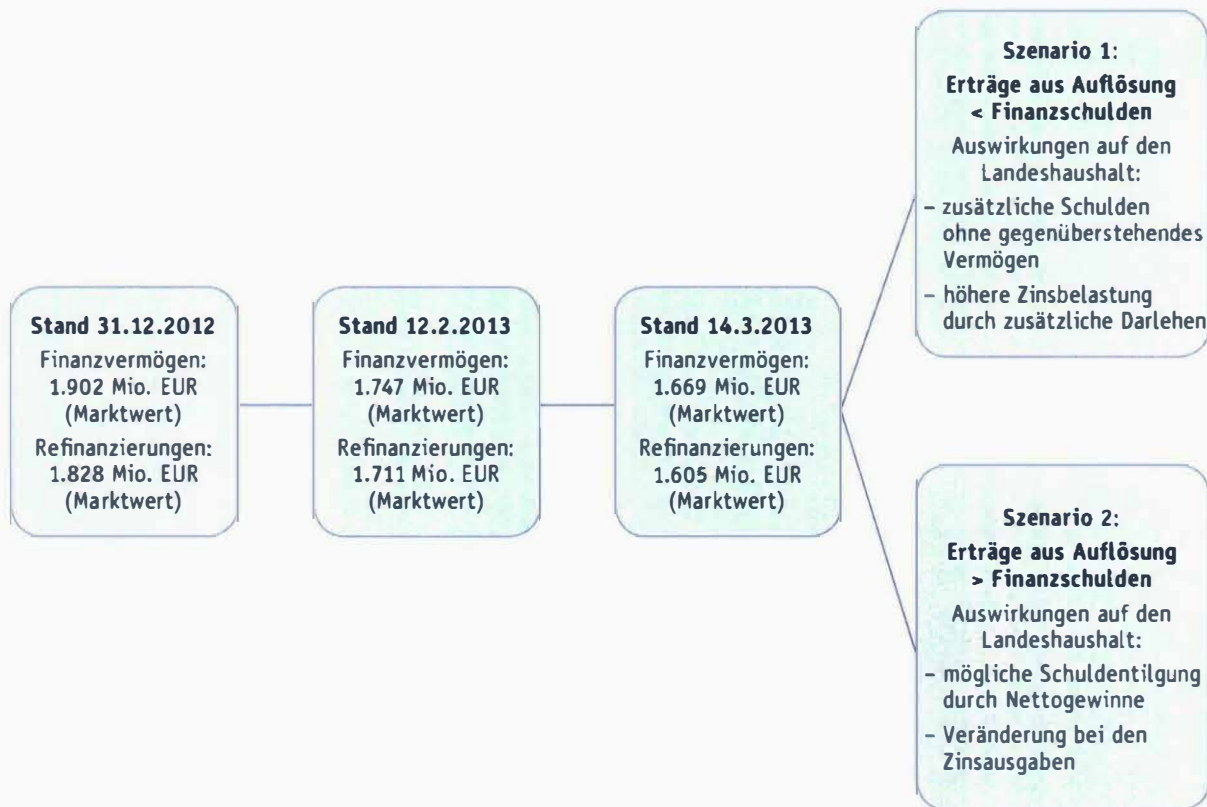 Stand 31.12.2012
Finanzvermögen:
1.902 Mio. EUR
(Marktwert)
Refinanzierungen:
1.828 Mio. EUR
(Marktwert)
Stand 12.2.2013
Finanzvermögen:
1.747 Mio. EUR
(Marktwert)
Refinanzierungen:
1.711 Mio. EUR
(Marktwert)
Stand 14.3.2013
Finanzvermögen:
1.669 Mio. EUR
(Marktwert)
Refinanzierungen:
1.605 Mio. EUR
(Marktwert)
Szenario 1:
Erträge aus Auflösung
< Finanzschulden
Auswirkungen auf den
Landeshaushalt:
– zusätzliche Schulden
ohne gegenüberstehendes
Vermögen
– höhere Zinsbelastung
durch zusätzliche Darlehen
Szenario 2:
Erträge aus Auflösung
> Finanzschulden
Auswirkungen auf den
Landeshaushalt:
– mögliche Schuldentilgung
durch Nettogewinne
– Veränderung bei den
Zinsausgaben